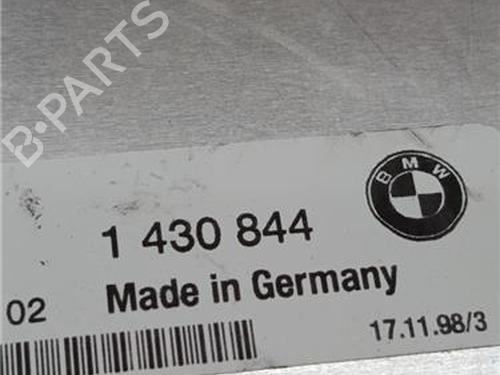 B-PARTS
BMW
1 430 844
02 Made in Germany
17.11.98/3